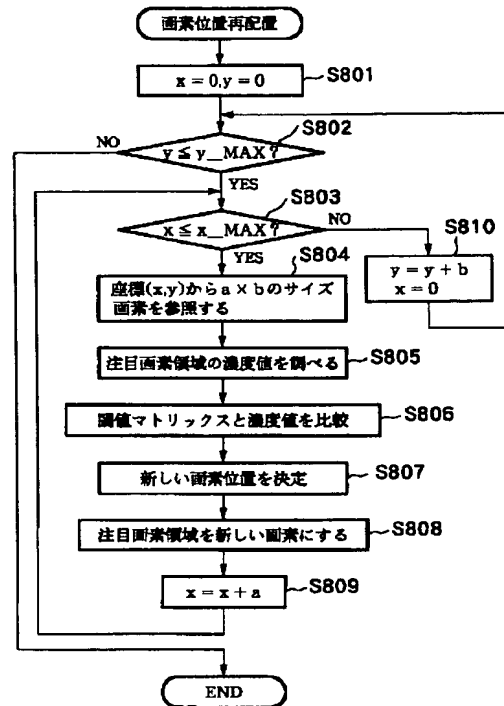 画素位置再配置
x = 0,y = 0
S801
S802
NO
y ≦ y_MAX?
YES
S803
x ≦ x_MAX?
NO
YES
S810
y = y + b
x = 0
S804
座標(x,y)からa × bのサイズ
画素を参照する
S805
注目画素領域の濃度値を調べる
S806
閾値マトリックスと濃度値を比較
S807
新しい画素位置を決定
S808
注目画素領域を新しい画素にする
S809
x = x + a
END